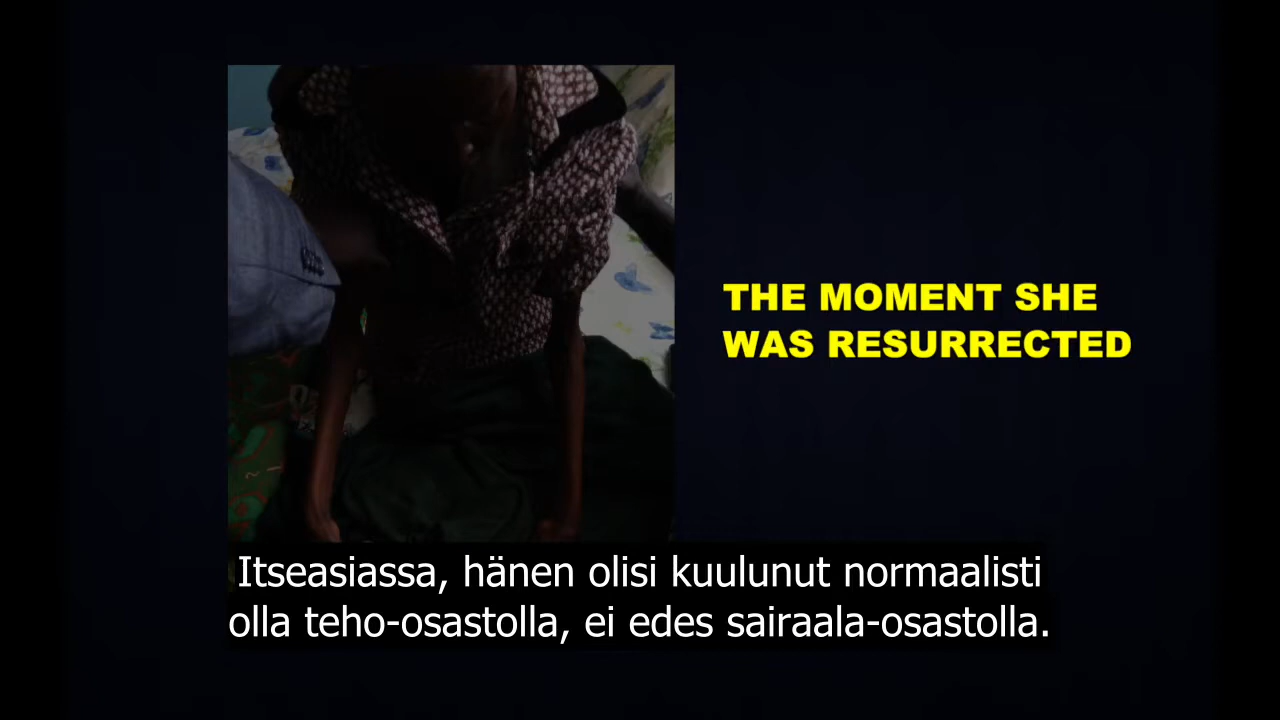 THE MOMENT SHE
WAS RESURRECTED
Itseasiassa, hänen olisi kuulunut normaalisti
olla teho-osastolla, ei edes sairaala-osastolla.